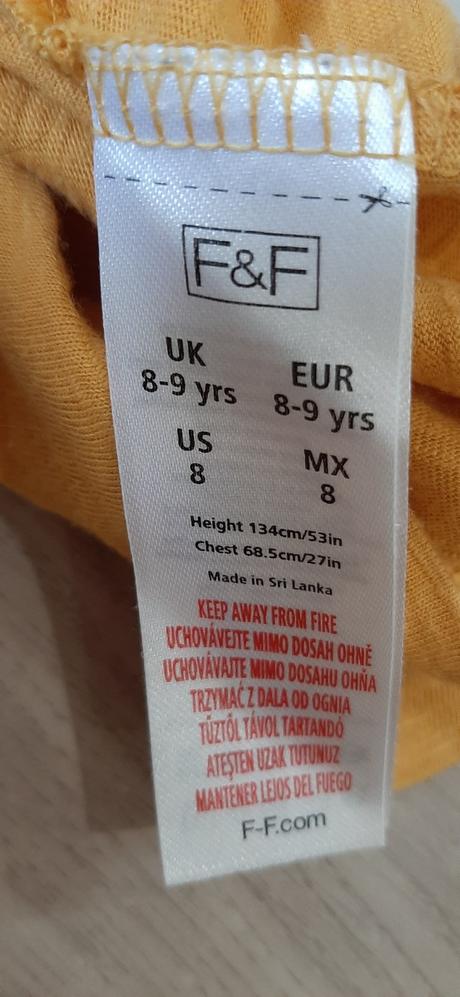 F&F
UK
8-9 yrs
EUR
8-9 yrs
US
8
MX
8
Height 134cm/53in
Chest 68.5cm/27in
Made in Sri Lanka
KEEP AWAY FROM FIRE
UCHOVÁVEJTE MIMO DOSAH OHNĚ
UCHOVÁVAJTE MIMO DOSAHU OHŇA
TRZYMAĆ Z DALA OD OGNIA
TŰZTŐL TÁVOL TARTANDÓ
ATEŞTEN UZAK TUTUNUZ
MANTENER LEJOS DEL FUEGO
F-F.com